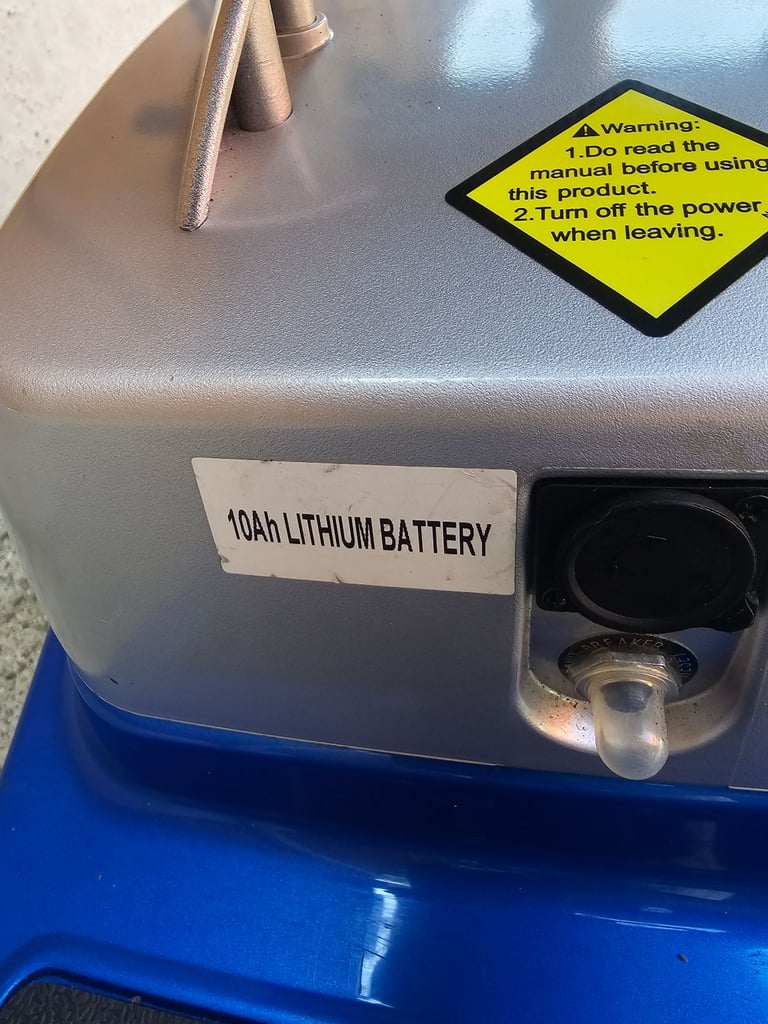 Warning:
1.Do read the
manual before using
this product.
2.Turn off the power
when leaving.
10Ah LITHIUM BATTERY
BREAKER